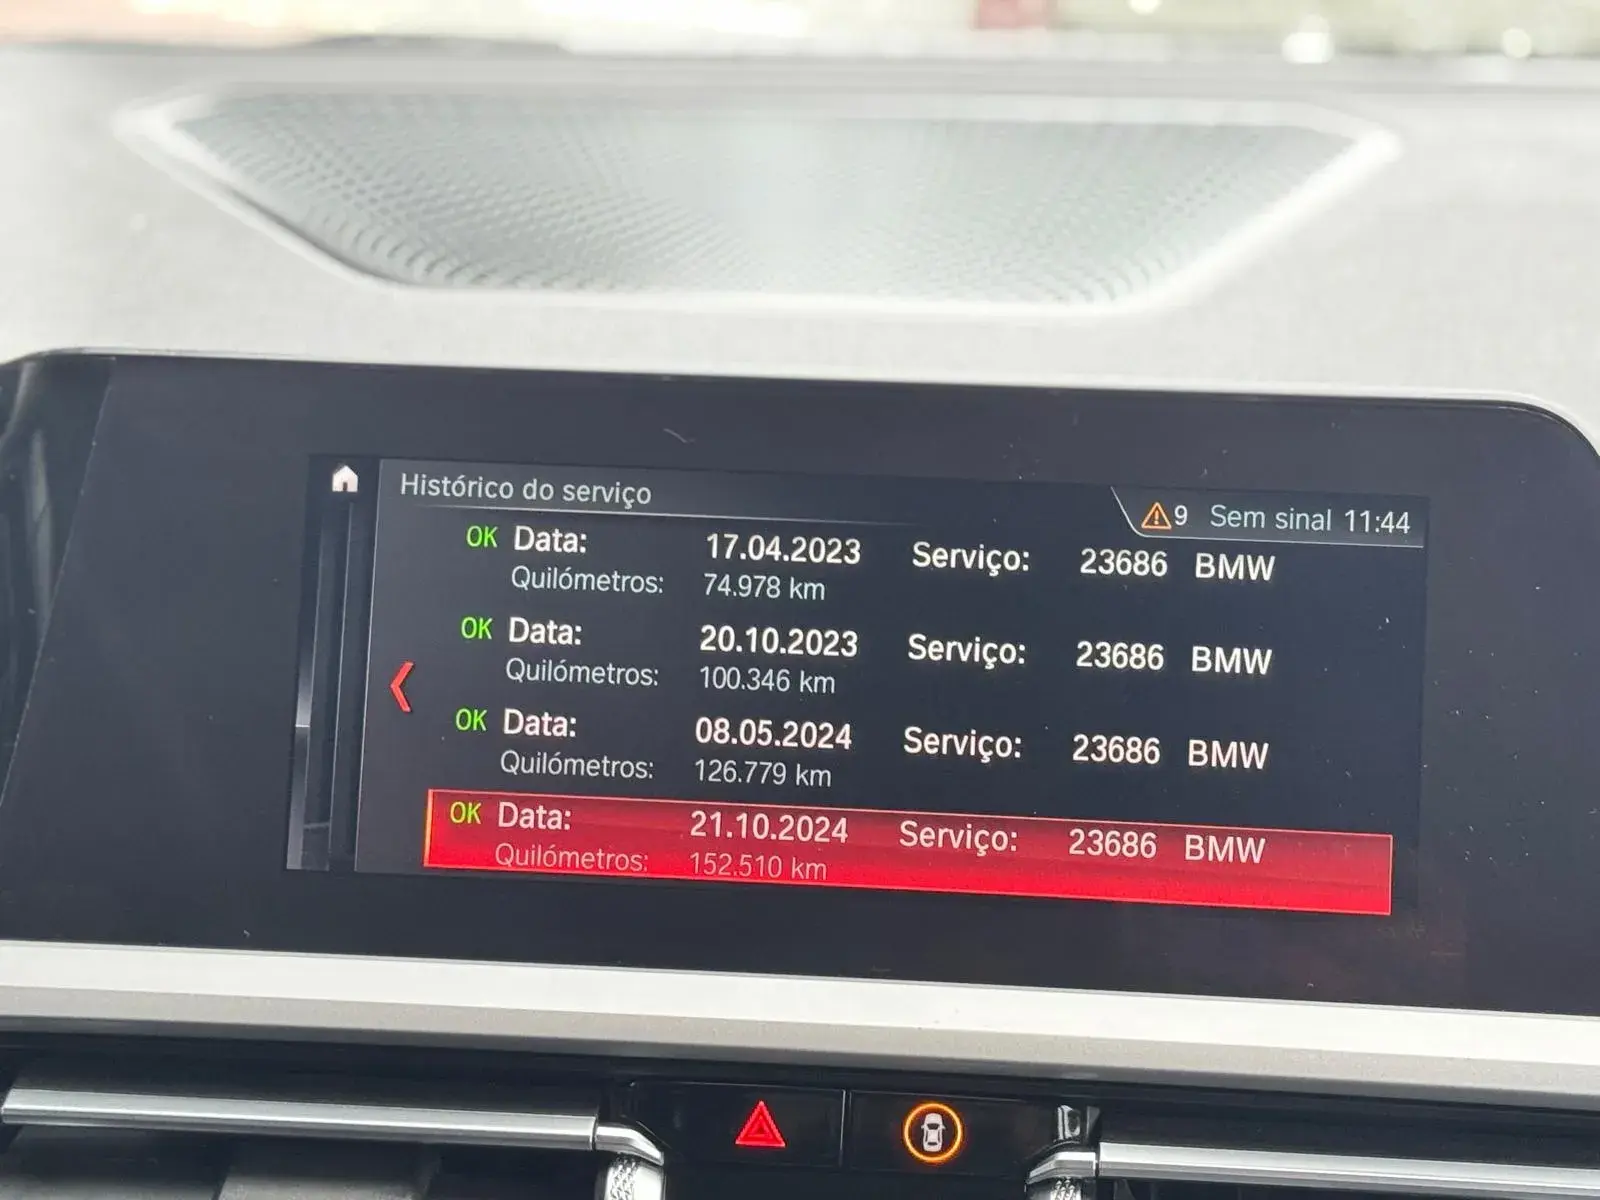 Histórico do serviço
9 Sem sinal 11:44
OK Data: 17.04.2023 Serviço: 23686 BMW
Quilómetros: 74.978 km
OK Data: 20.10.2023 Serviço: 23686 BMW
Quilómetros: 100.346 km
OK Data: 08.05.2024 Serviço: 23686 BMW
Quilómetros: 126.779 km
OK Data: 21.10.2024 Serviço: 23686 BMW
Quilómetros: 152.510 km